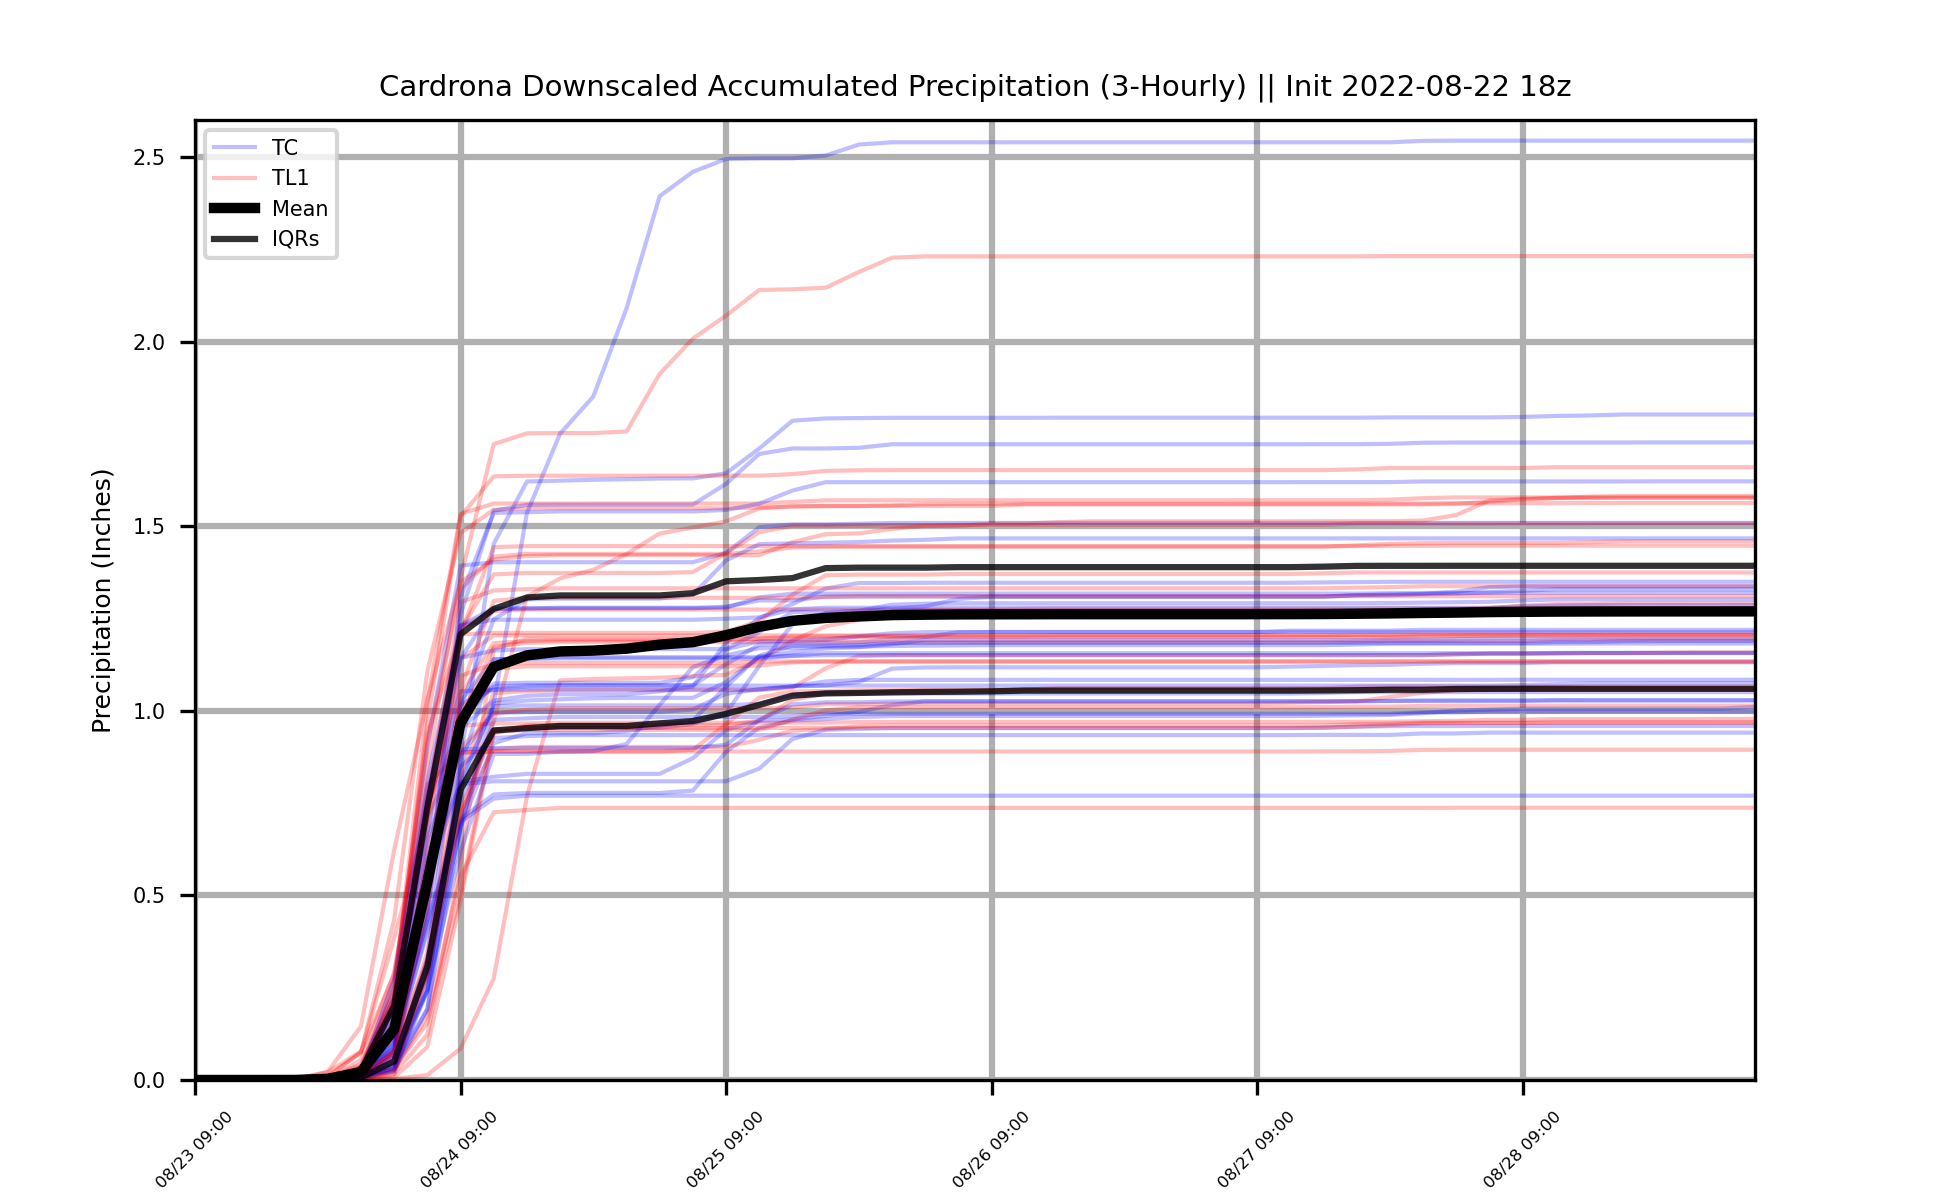 Cardrona Downscaled Accumulated Precipitation (3-Hourly) || Init 2022-08-22 18z
TC
TL1
Mean
IQRs
Precipitation (Inches)
2.5
2.0
1.5
1.0
0.5
0.0
08/23 09:00
08/24 09:00
08/25 09:00
08/26 09:00
08/27 09:00
08/28 09:00